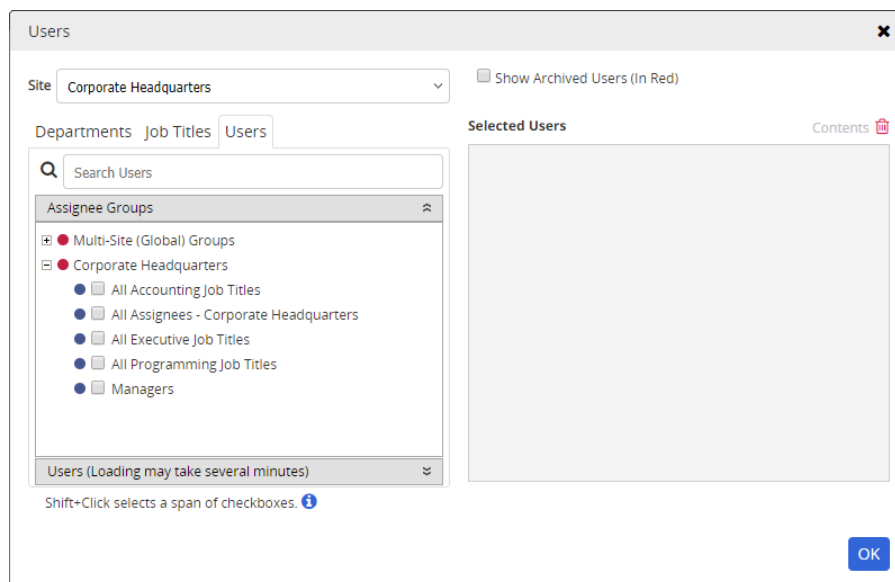 Users
Site
Corporate Headquarters
Show Archived Users (In Red)
Departments Job Titles Users
Selected Users
Contents
Search Users
Assignee Groups
Multi-Site (Global) Groups
Corporate Headquarters
All Accounting Job Titles
All Assignees - Corporate Headquarters
All Executive Job Titles
All Programming Job Titles
Managers
Users (Loading may take several minutes)
Shift+Click selects a span of checkboxes.
OK